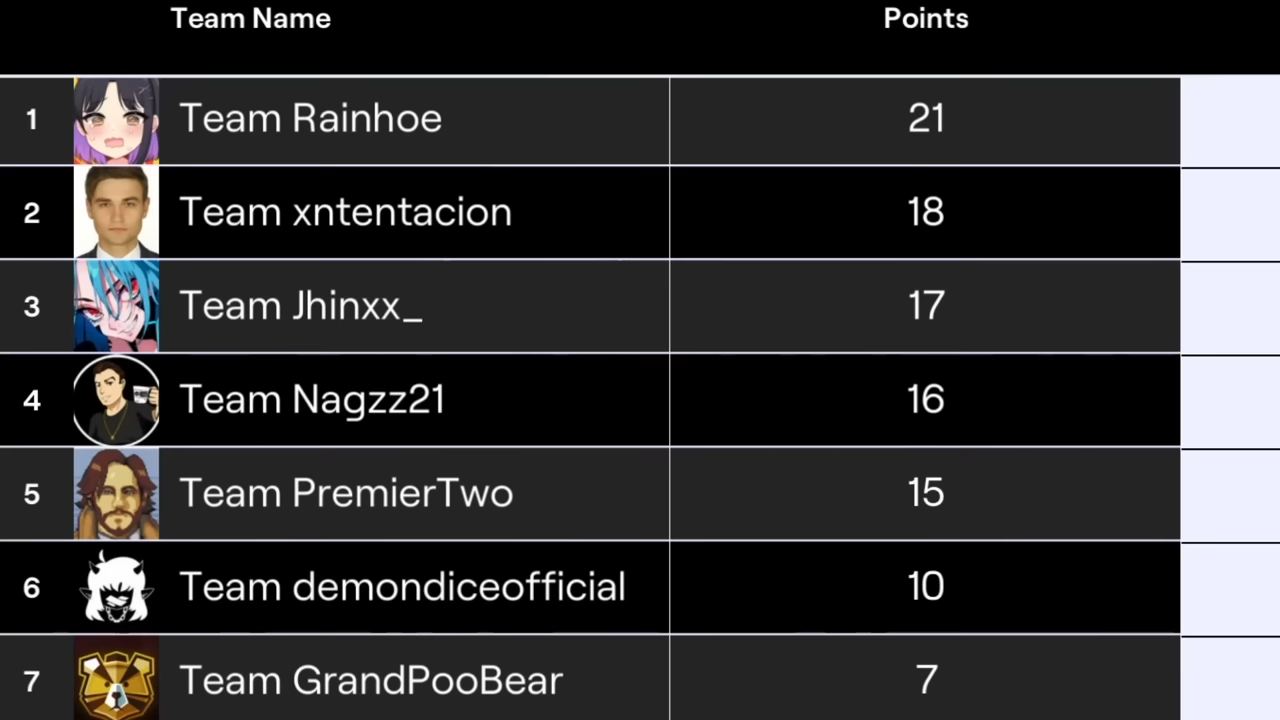 Team Name Points
1 Team Rainhoe 21
2 Team xntentacion 18
3 Team Jhinxx_ 17
4 Team Nagzz21 16
5 Team PremierTwo 15
6 Team demondiceofficial 10
7 Team GrandPooBear 7